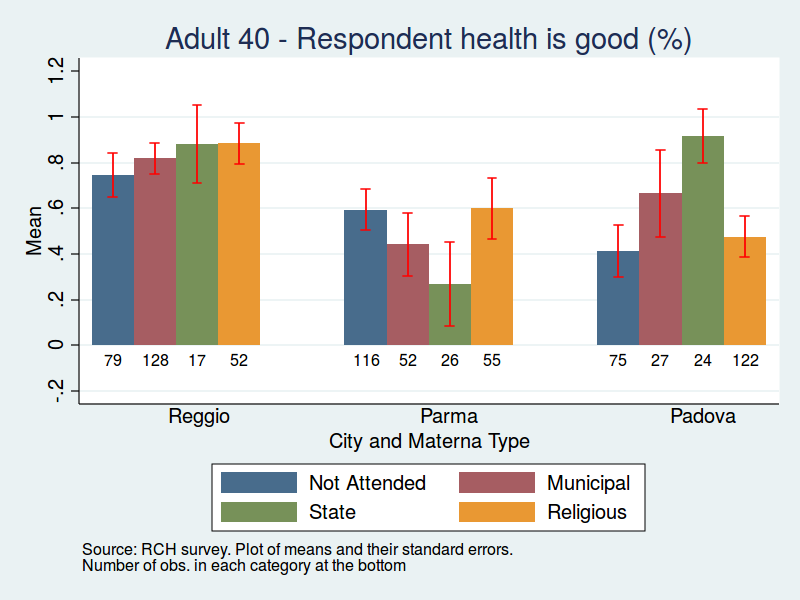 Adult 40 - Respondent health is good (%)
1.2
1
.8
.6
.4
.2
0
-.2
Mean
79 128 17 52 116 52 26 55 75 27 24 122
Reggio Parma Padova
City and Materna Type
Not Attended Municipal
State Religious
Source: RCH survey. Plot of means and their standard errors.
Number of obs. in each category at the bottom